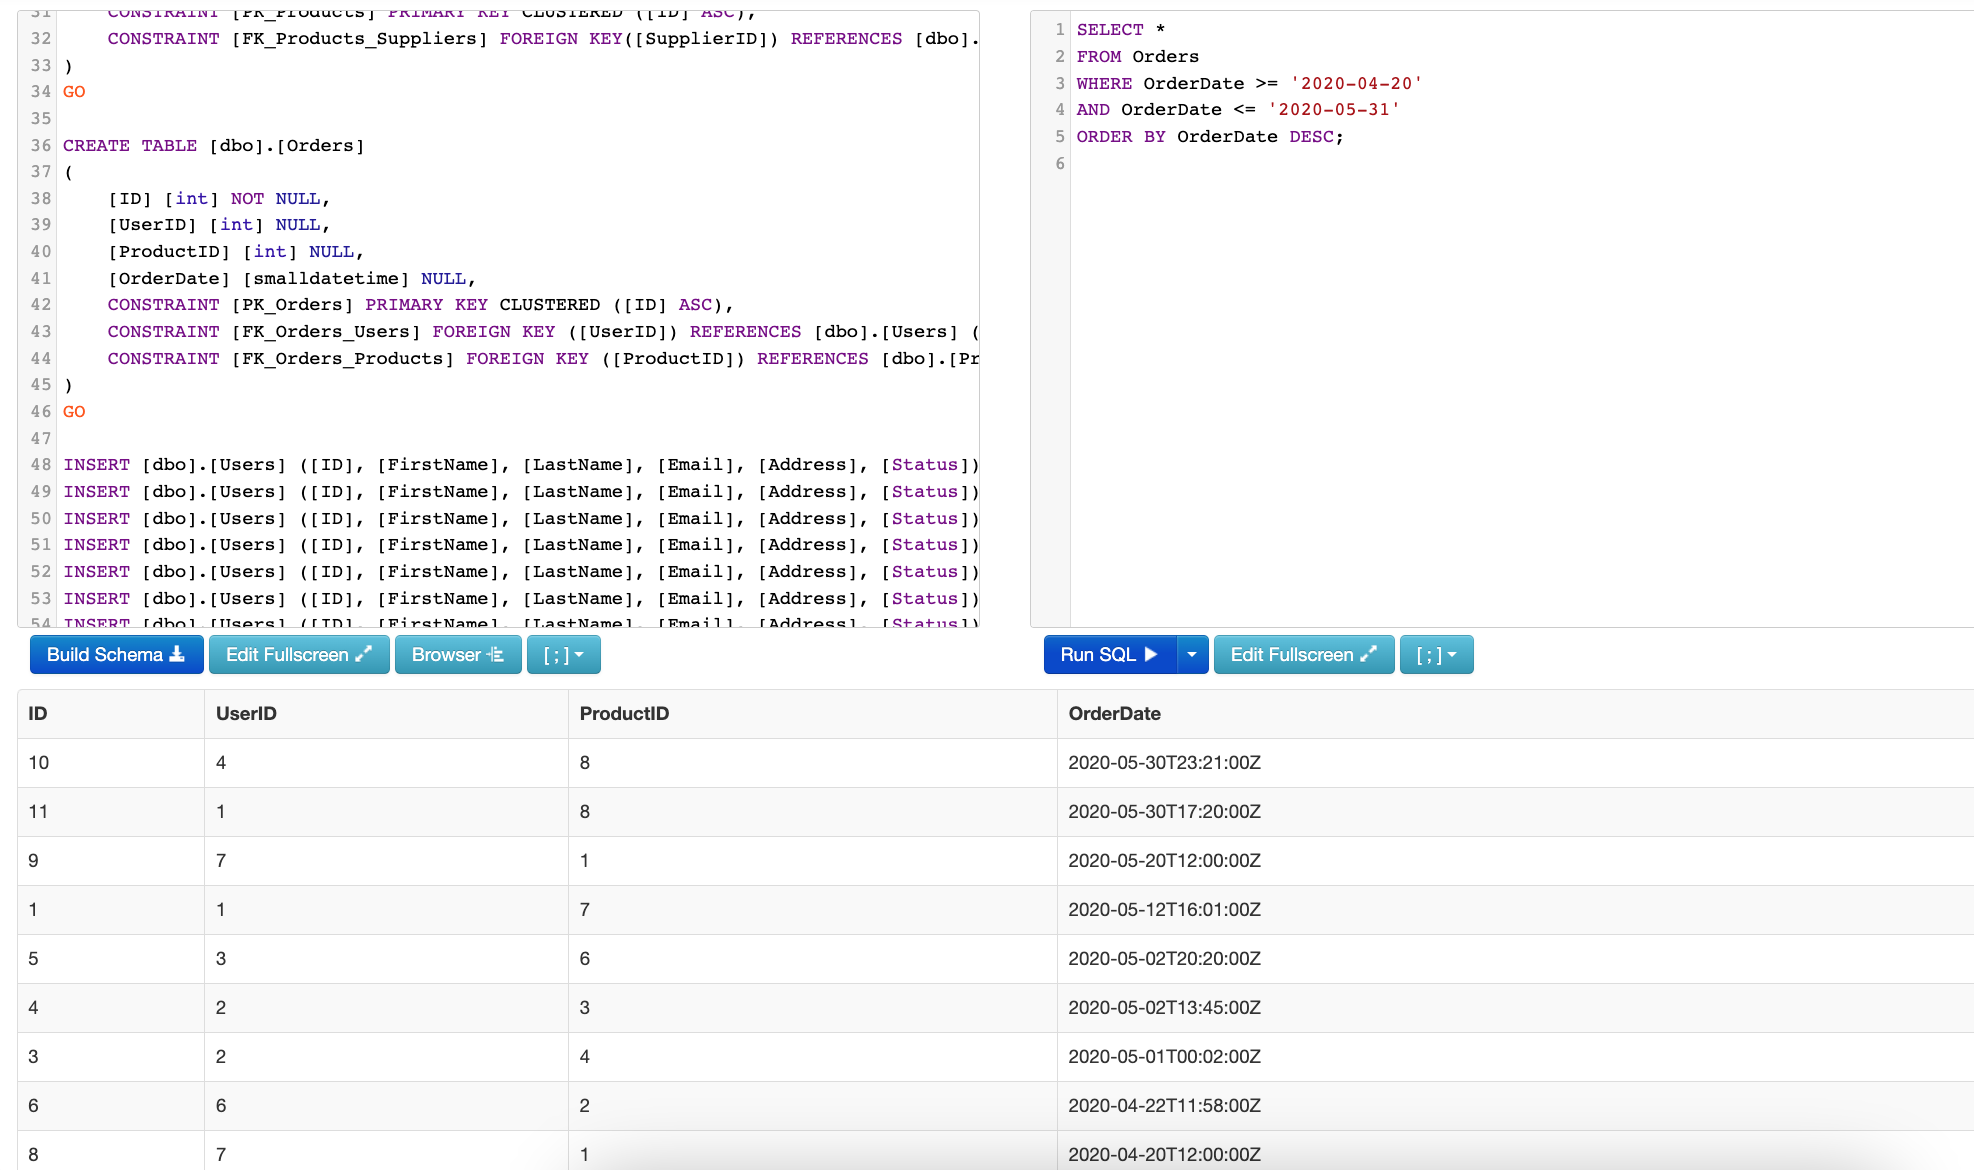 31     CONSTRAINT [PK_Products] PRIMARY KEY CLUSTERED ([ID] ASC),
32     CONSTRAINT [FK_Products_Suppliers] FOREIGN KEY([SupplierID]) REFERENCES [dbo].
33 )
34 GO
35
36 CREATE TABLE [dbo].[Orders]
37 (
38     [ID] [int] NOT NULL,
39     [UserID] [int] NULL,
40     [ProductID] [int] NULL,
41     [OrderDate] [smalldatetime] NULL,
42     CONSTRAINT [PK_Orders] PRIMARY KEY CLUSTERED ([ID] ASC),
43     CONSTRAINT [FK_Orders_Users] FOREIGN KEY ([UserID]) REFERENCES [dbo].[Users] (
44     CONSTRAINT [FK_Orders_Products] FOREIGN KEY ([ProductID]) REFERENCES [dbo].[Pr
45 )
46 GO
47
48 INSERT [dbo].[Users] ([ID], [FirstName], [LastName], [Email], [Address], [Status])
49 INSERT [dbo].[Users] ([ID], [FirstName], [LastName], [Email], [Address], [Status])
50 INSERT [dbo].[Users] ([ID], [FirstName], [LastName], [Email], [Address], [Status])
51 INSERT [dbo].[Users] ([ID], [FirstName], [LastName], [Email], [Address], [Status])
52 INSERT [dbo].[Users] ([ID], [FirstName], [LastName], [Email], [Address], [Status])
53 INSERT [dbo].[Users] ([ID], [FirstName], [LastName], [Email], [Address], [Status])
54 INSERT [dbo].[Users] ([ID], [FirstName], [LastName], [Email], [Address], [Status])
1 SELECT *
2 FROM Orders
3 WHERE OrderDate >= '2020-04-20'
4 AND OrderDate <= '2020-05-31'
5 ORDER BY OrderDate DESC;
6
Build Schema Edit Fullscreen Browser [ ; ]
Run SQL Edit Fullscreen [ ; ]
ID UserID ProductID OrderDate
10 4 8 2020-05-30T23:21:00Z
11 1 8 2020-05-30T17:20:00Z
9 7 1 2020-05-20T12:00:00Z
1 1 7 2020-05-12T16:01:00Z
5 3 6 2020-05-02T20:20:00Z
4 2 3 2020-05-02T13:45:00Z
3 2 4 2020-05-01T00:02:00Z
6 6 2 2020-04-22T11:58:00Z
8 7 1 2020-04-20T12:00:00Z